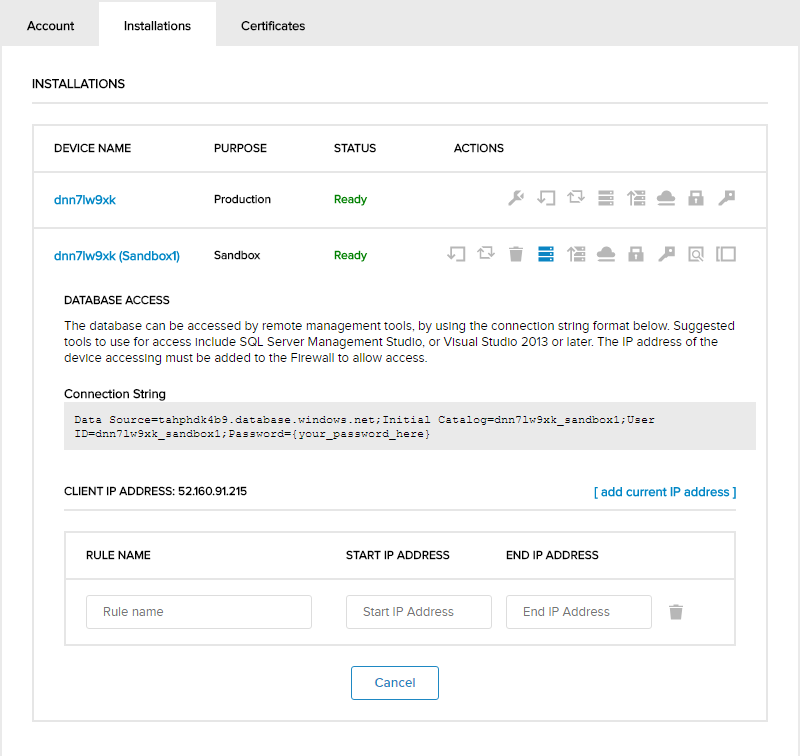 Account Installations Certificates
INSTALLATIONS
DEVICE NAME PURPOSE STATUS ACTIONS
dnn7lw9xk Production Ready
dnn7lw9xk (Sandbox1) Sandbox Ready
DATABASE ACCESS
The database can be accessed by remote management tools, by using the connection string format below. Suggested
tools to use for access include SQL Server Management Studio, or Visual Studio 2013 or later. The IP address of the
device accessing must be added to the Firewall to allow access.
Connection String
Data Source=tahphdk4b9.database.windows.net;Initial Catalog=dnn7lw9xk_sandbox1;User
ID=dnn7lw9xk_sandbox1;Password={your_password_here}
CLIENT IP ADDRESS: 52.160.91.215 [ add current IP address ]
RULE NAME START IP ADDRESS END IP ADDRESS
Rule name Start IP Address End IP Address
Cancel